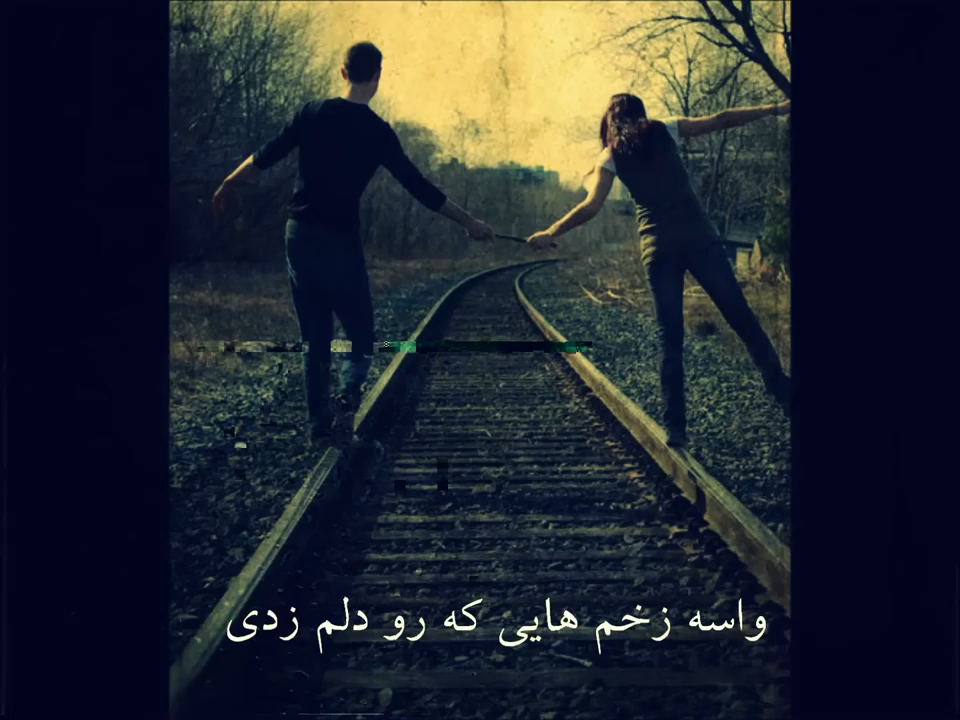 واسه زخم هایی که رو دلم زدی